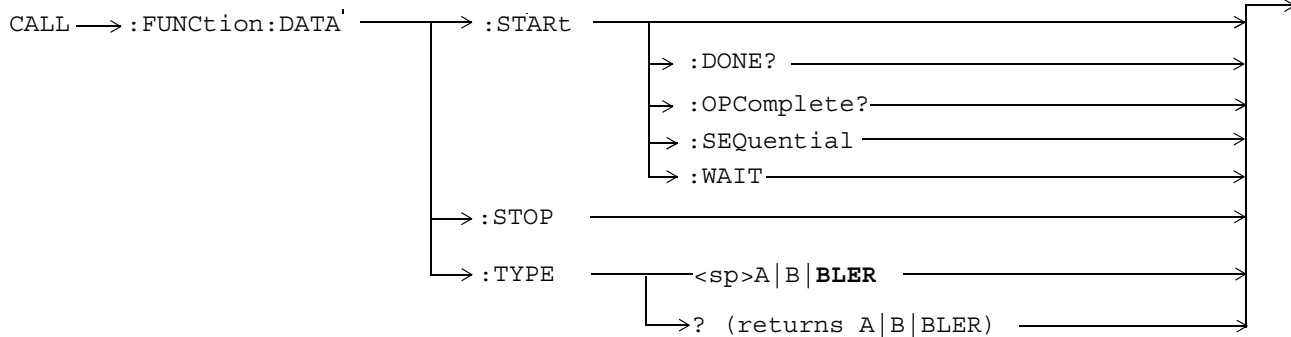 CALL :FUNCtion:DATA :STARt
:DONE?
:OPComplete?
:SEQuential
:WAIT
:STOP
:TYPE <sp>A|B|BLER
? (returns A|B|BLER)